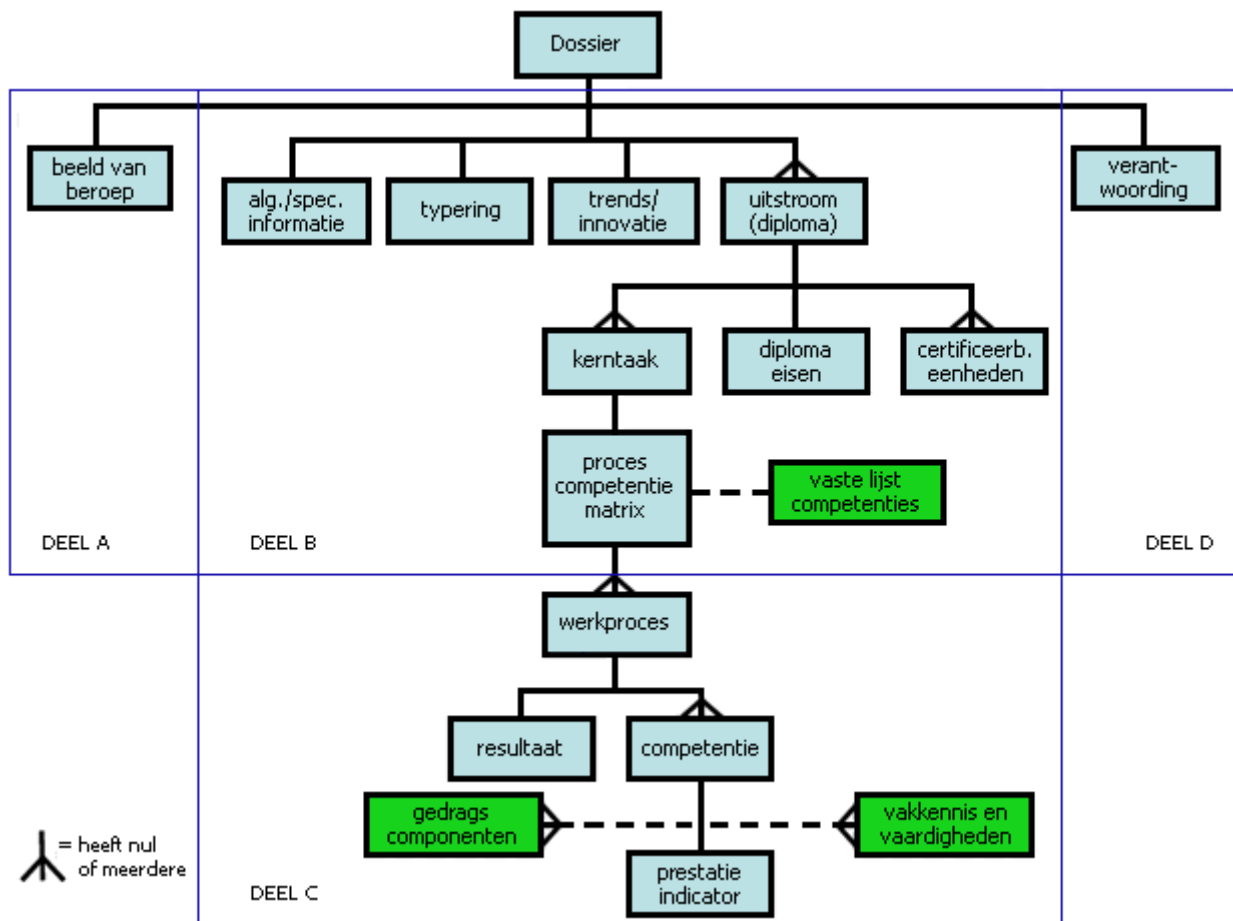 Dossier
beeld van
beroep
alg./spec.
informatie
typering
trends/
innovatie
uitstroom
(diploma)
verant-
woording
kerntaak
diploma
eisen
certificeerb.
eenheden
proces
competentie
matrix
vaste lijst
competenties
DEEL A
DEEL B
DEEL D
werkproces
resultaat
competentie
gedrags
componenten
vakkennis en
vaardigheden
= heeft nul
of meerdere
prestatie
indicator
DEEL C